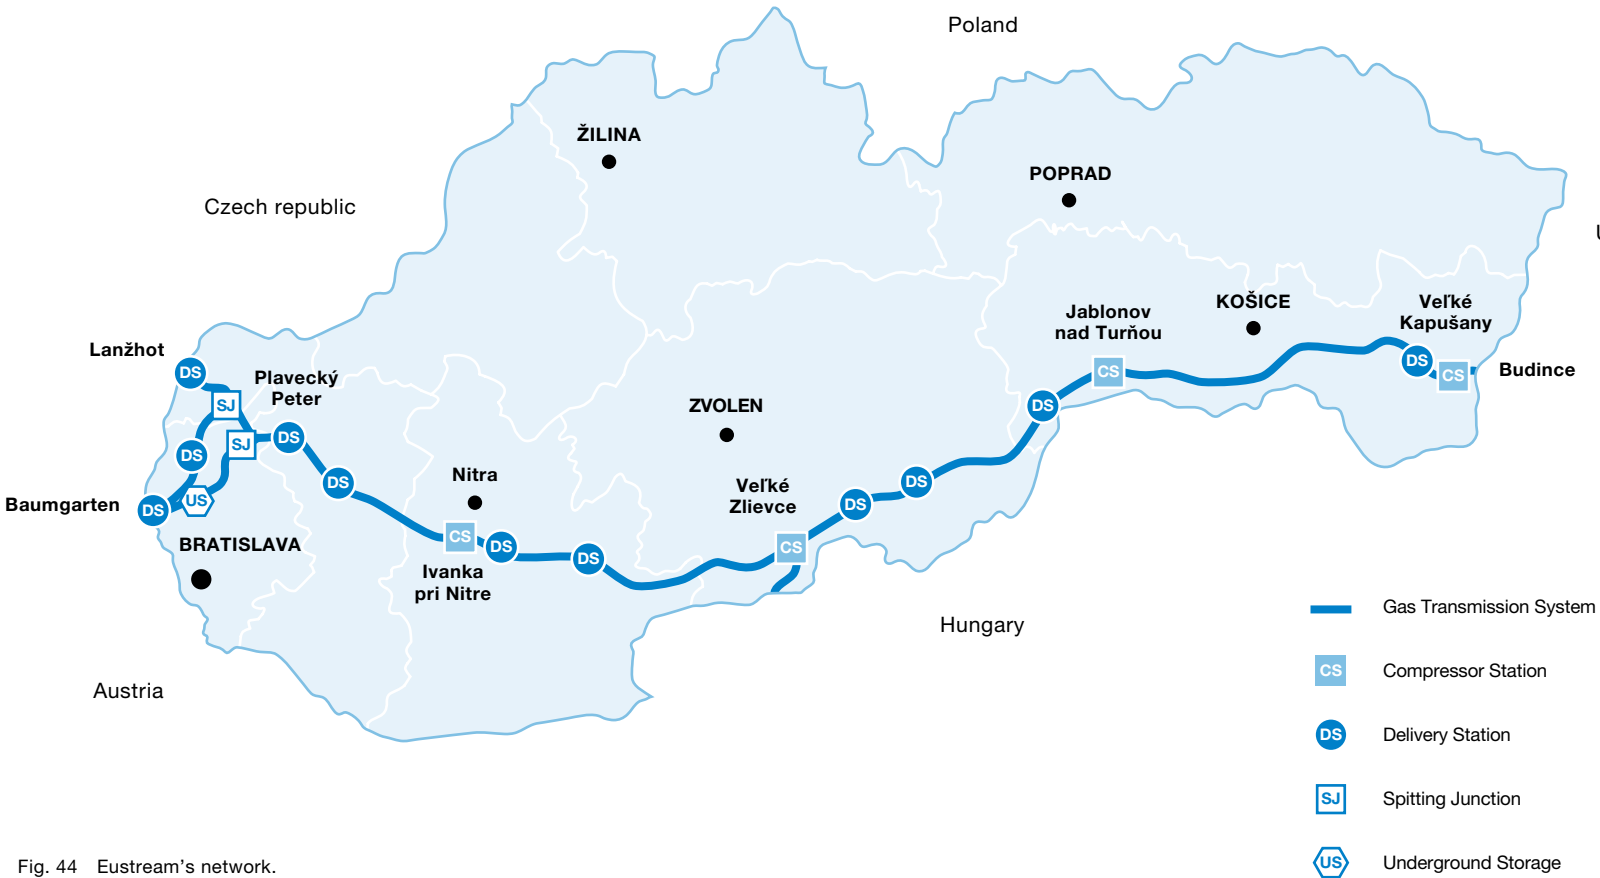 Poland
ŽILINA
POPRAD
Czech republic
U
Jablonov
nad Turňou
CS
KOŠICE
Veľké
Kapušany
DS
CS
Budince
Lanžhot
DS
SJ
Plavecký
Peter
SJ
DS
DS
US
DS
Baumgarten
DS
BRATISLAVA
Nitra
CS
DS
Ivanka
pri Nitre
DS
ZVOLEN
Veľké
Zlievce
CS
DS
DS
DS
Hungary
Austria
Gas Transmission System
CS Compressor Station
DS Delivery Station
SJ Spitting Junction
US Underground Storage
Fig. 44 Eustream's network.